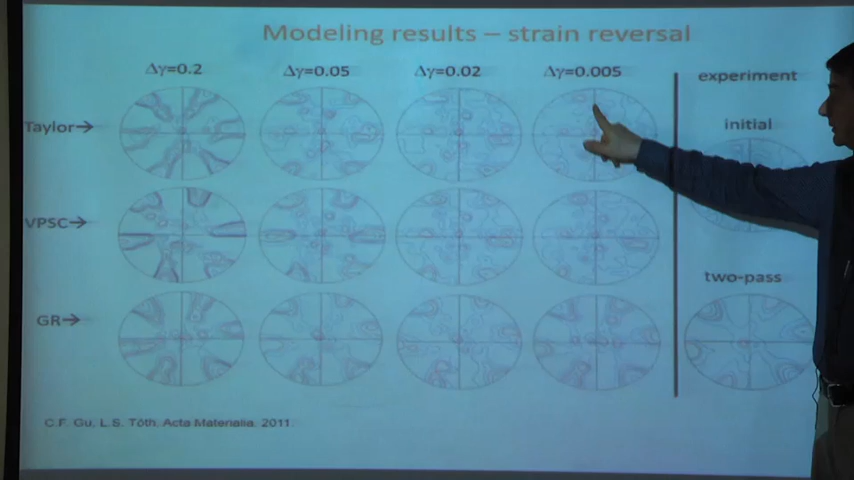 Modeling results – strain reversal
Δγ=0.2 Δγ=0.05 Δγ=0.02 Δγ=0.005 experiment
initial
Taylor→
VPSC→
two-pass
GR→
C.F. Gu, L.S. Tóth, Acta Materialia, 2011.